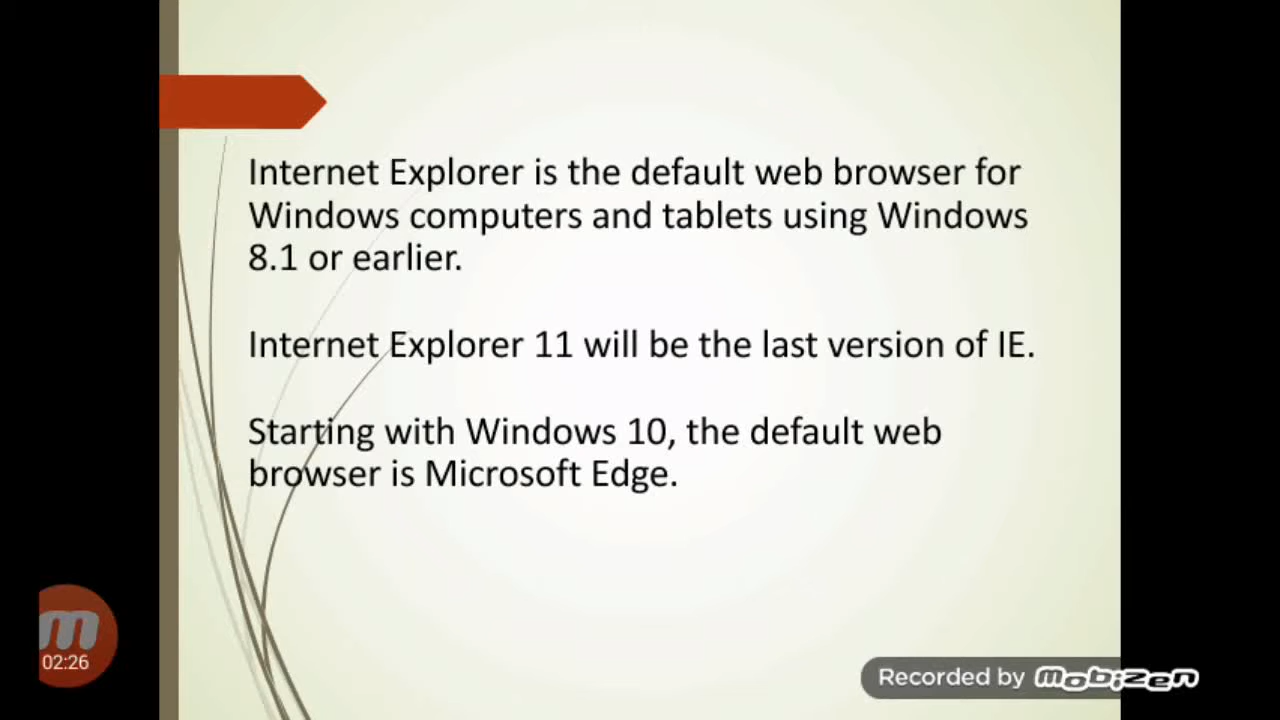 Internet Explorer is the default web browser for
Windows computers and tablets using Windows
8.1 or earlier.
Internet Explorer 11 will be the last version of IE.
Starting with Windows 10, the default web
browser is Microsoft Edge.
m
02:26
Recorded by mobizen